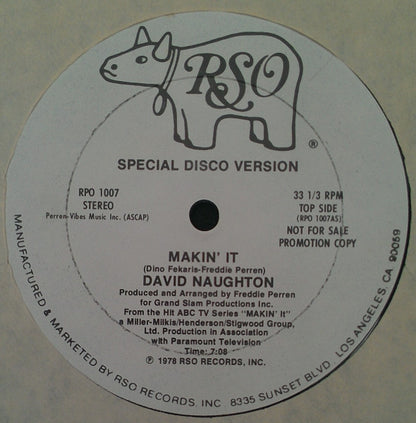 RSO
®
SPECIAL DISCO VERSION
RPO 1007
STEREO
Perren-Vibes Music Inc. (ASCAP)
33 1/3 RPM
TOP SIDE
(RPO 1007AS)
NOT FOR SALE
PROMOTION COPY
MAKIN' IT
(Dino Fekaris-Freddie Perren)
DAVID NAUGHTON
Produced and Arranged by Freddie Perren
for Grand Slam Productions Inc.
From the Hit ABC TV Series "MAKIN' It"
a Miller-Milkis/Henderson/Stigwood Group,
Ltd. Production in Association
with Paramount Television
Time: 7:08
℗ 1978 RSO RECORDS, INC.
MANUFACTURED & MARKETED BY RSO RECORDS, INC 8335 SUNSET BLVD. LOS ANGELES, CA 90059